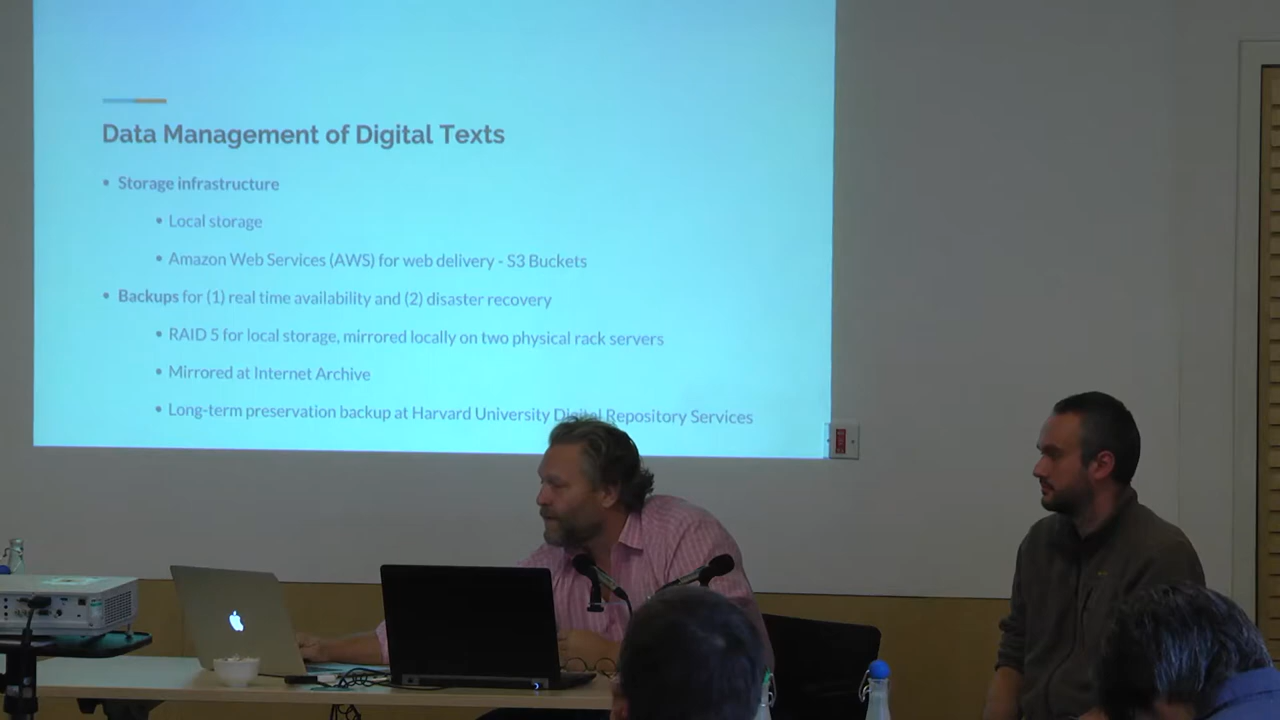 Data Management of Digital Texts
• Storage infrastructure
• Local storage
• Amazon Web Services (AWS) for web delivery - S3 Buckets
• Backups for (1) real time availability and (2) disaster recovery
• RAID 5 for local storage, mirrored locally on two physical rack servers
• Mirrored at Internet Archive
• Long-term preservation backup at Harvard University Digital Repository Services